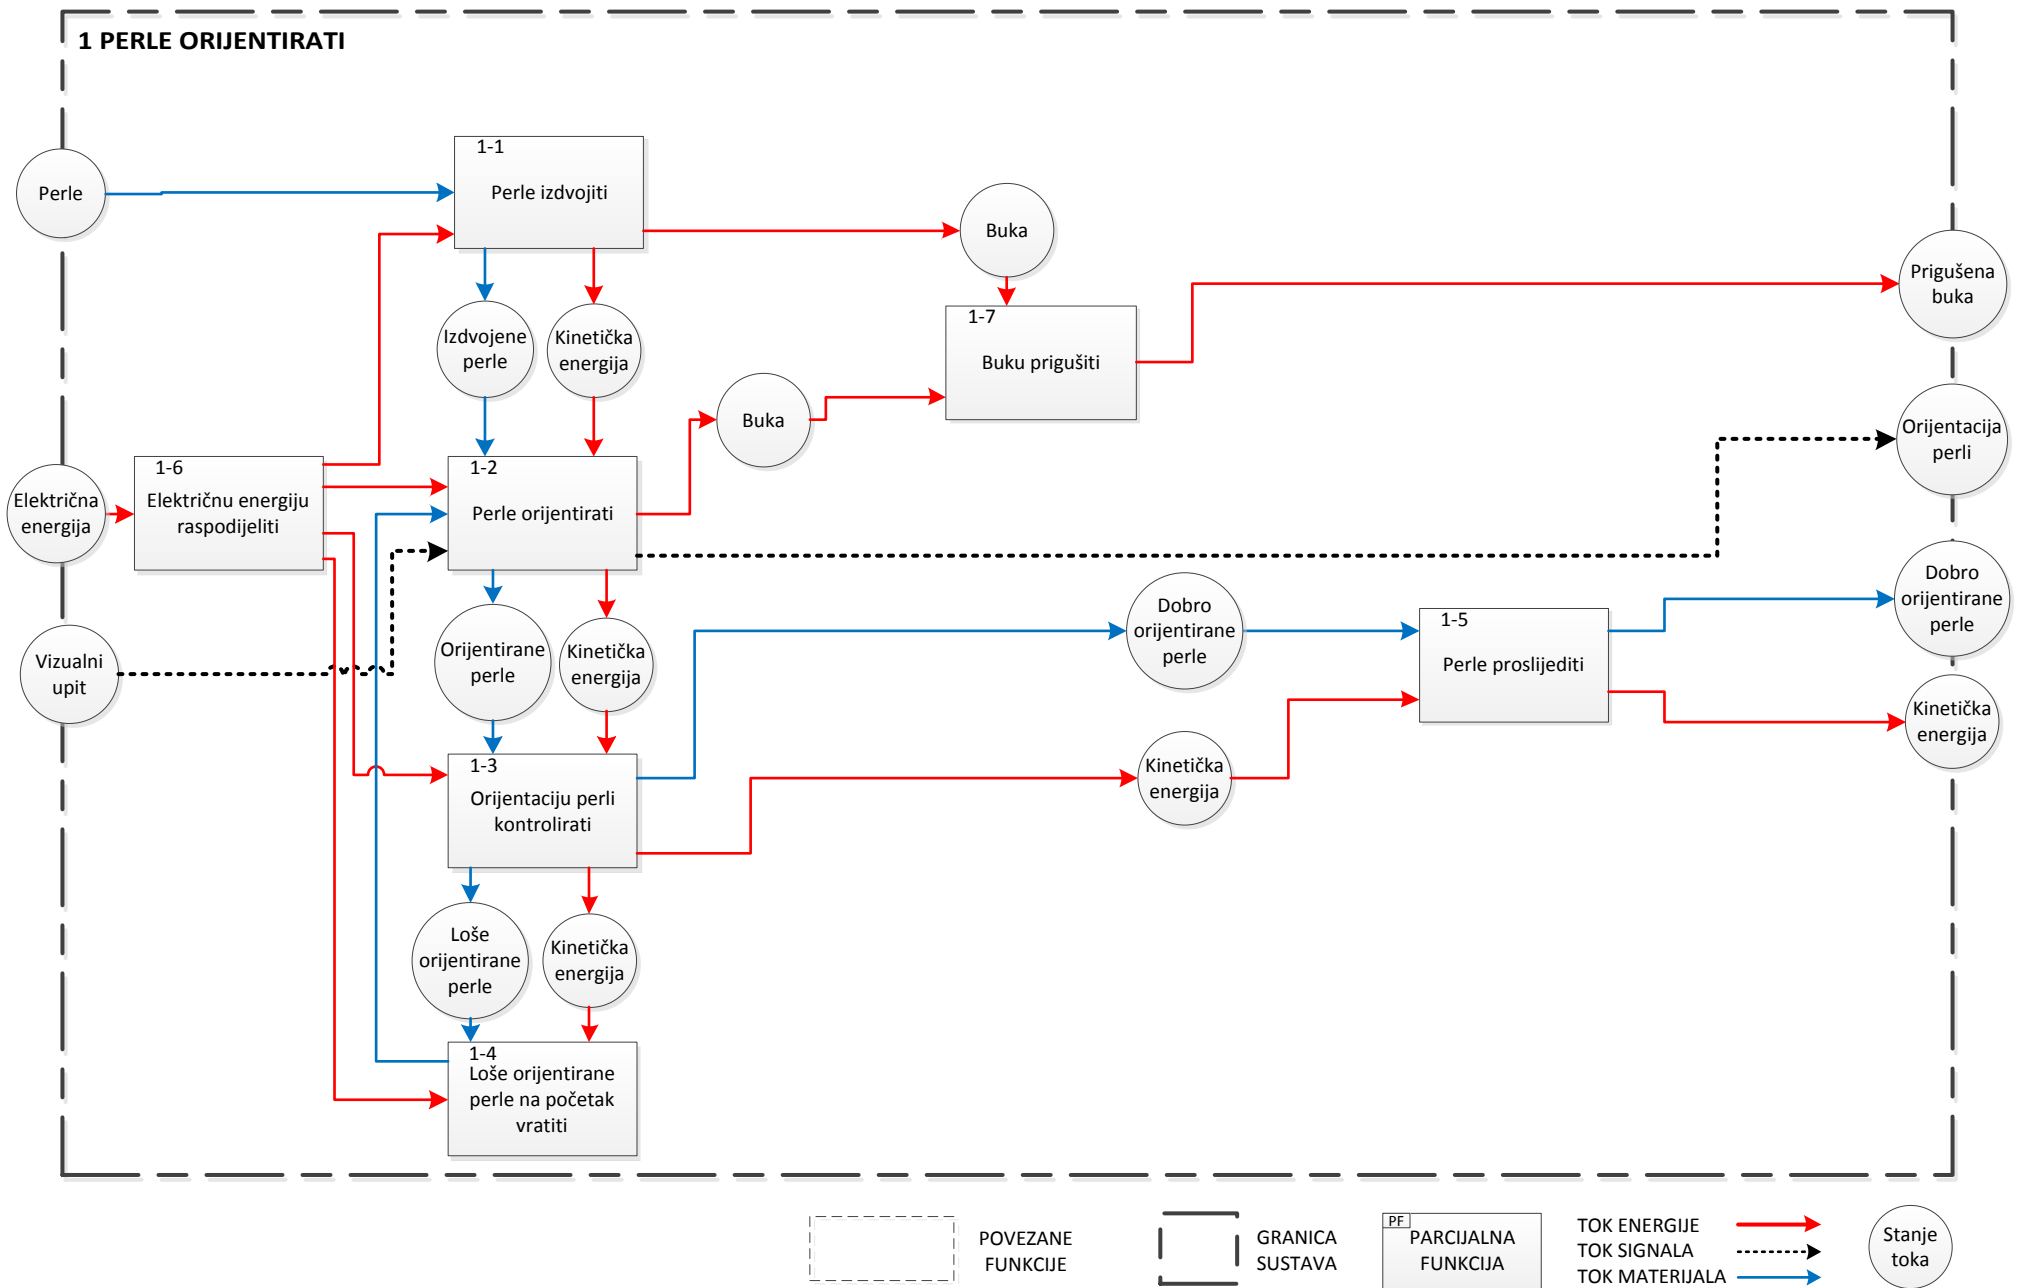 1 PERLE ORIJENTIRATI
Perle
1-1
Perle izdvojiti
Buka
Prigušena
buka
Izdvojene
perle
Kinetička
energija
1-7
Buku prigušiti
Buka
Orijentacija
perli
Električna
energija
1-6
Električnu energiju
raspodijeliti
1-2
Perle orijentirati
Vizualni
upit
Orijentirane
perle
Kinetička
energija
Dobro
orijentirane
perle
1-5
Perle proslijediti
Dobro
orijentirane
perle
Kinetička
energija
1-3
Orijentaciju perli
kontrolirati
Kinetička
energija
Loše
orijentirane
perle
Kinetička
energija
1-4
Loše orijentirane
perle na početak
vratiti
POVEZANE
FUNKCIJE
GRANICA
SUSTAVA
PF
PARCIJALNA
FUNKCIJA
TOK ENERGIJE
TOK SIGNALA
TOK MATERIJALA
Stanje
toka